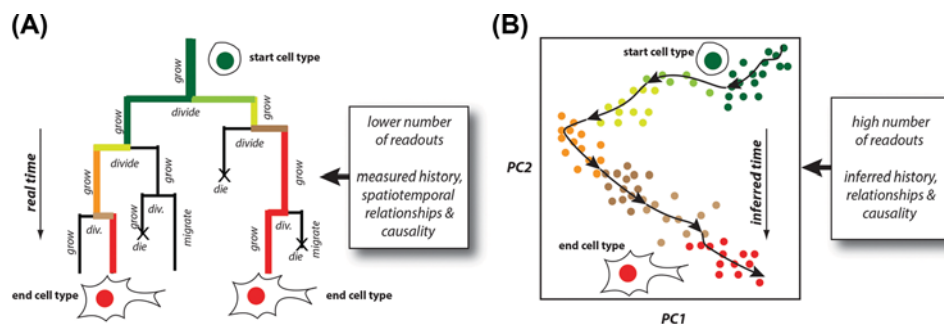 (A)
start cell type
grow
divide
grow
grow
divide
divide
real time
grow
grow
die
grow
grow
div.
die
div.
migrate
grow
div.
die
migrate
end cell type
end cell type
lower number
of readouts
measured history,
spatiotemporal
relationships &
causality
(B)
start cell type
PC2
inferred time
end cell type
PC1
high number
of readouts
inferred history,
relationships &
causality